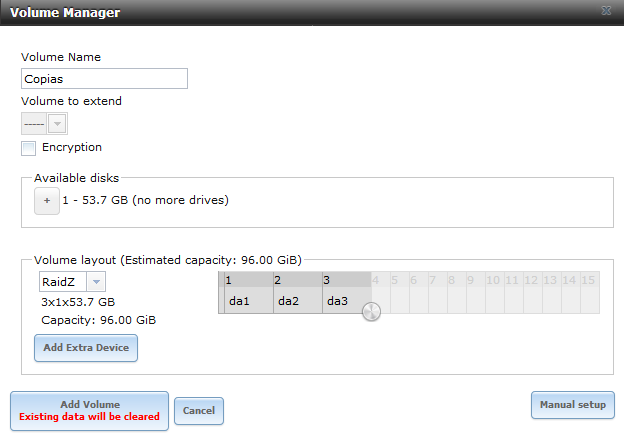 Volume Manager
Volume Name
Copias
Volume to extend
-----
Encryption
Available disks
+ 1 - 53.7 GB (no more drives)
Volume layout (Estimated capacity: 96.00 GiB)
RaidZ
1 2 3 4 5 6 7 8 9 10 11 12 13 14 15
da1 da2 da3
3x1x53.7 GB
Capacity: 96.00 GiB
Add Extra Device
Add Volume
Existing data will be cleared
Cancel
Manual setup